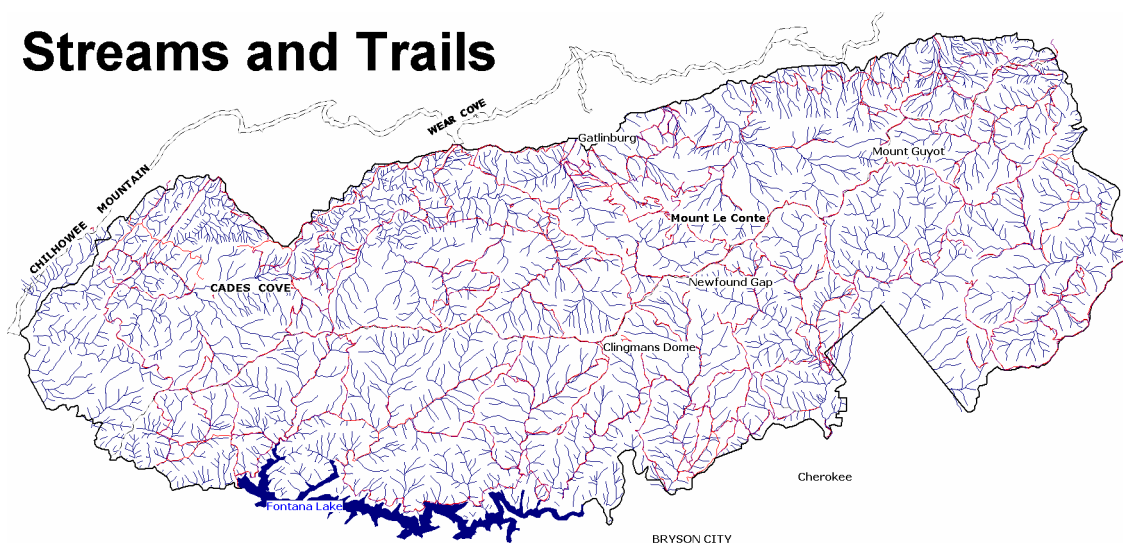 Streams and Trails
WEAR COVE
Gatlinburg
Mount Guyot
CHILHOWEE MOUNTAIN
Mount Le Conte
CADES COVE
Newfound Gap
Clingmans Dome
Cherokee
Fontana Lake
BRYSON CITY